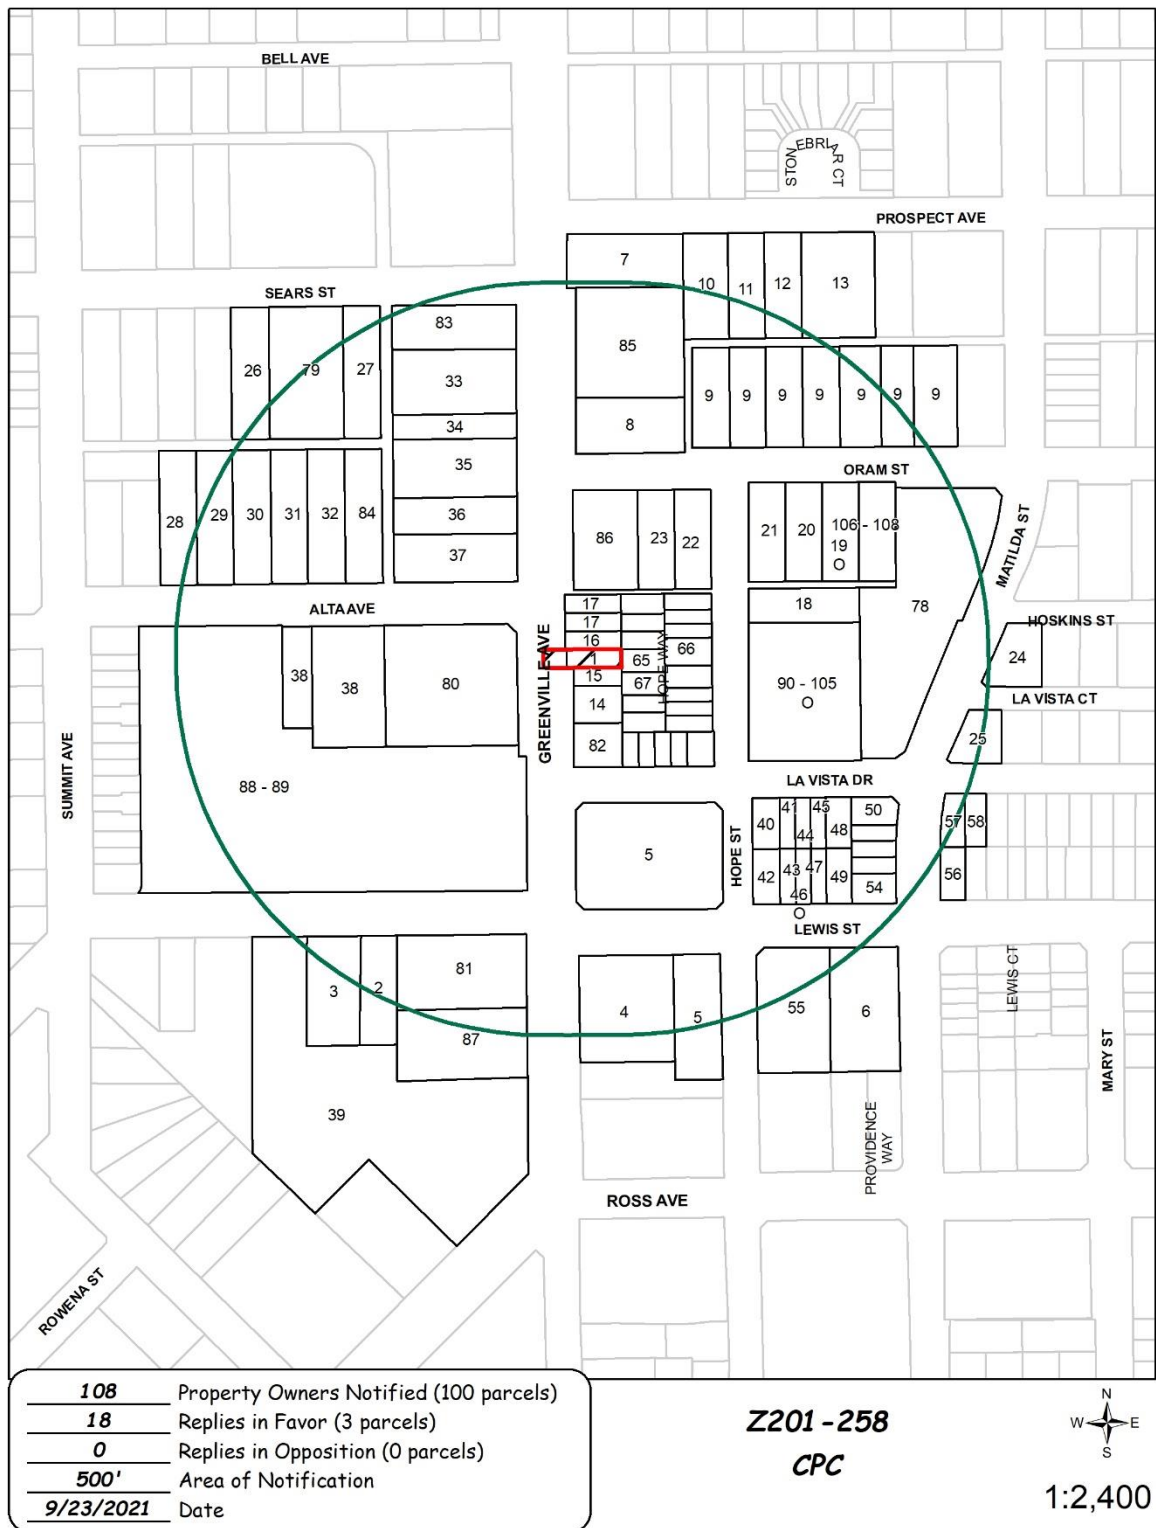 BELL AVE
STONEBRIAR CT
PROSPECT AVE
7
10
11
12
13
SEARS ST
83
26
79
27
33
85
9
9
9
9
9
9
9
34
8
35
ORAM ST
28
29
30
31
32
84
36
37
86
23
22
21
20
106 - 108
19
O
MATILDA ST
ALTA AVE
17
17
16
1
15
14
82
65
67
66
HOPE WAY
18
78
90 - 105
O
HOSKINS ST
24
LA VISTA CT
25
GREENVILLE AVE
38
38
80
SUMMIT AVE
88 - 89
LA VISTA DR
5
HOPE ST
40
41
45
44
48
50
42
43
47
46
49
54
O
57
58
56
LEWIS ST
3
2
81
87
39
4
5
55
6
LEWIS CT
MARY ST
PROVIDENCE
WAY
ROSS AVE
ROWENA ST
108 Property Owners Notified (100 parcels)
18 Replies in Favor (3 parcels)
0 Replies in Opposition (0 parcels)
500' Area of Notification
9/23/2021 Date
Z201-258
CPC
N
W E
S
1:2,400